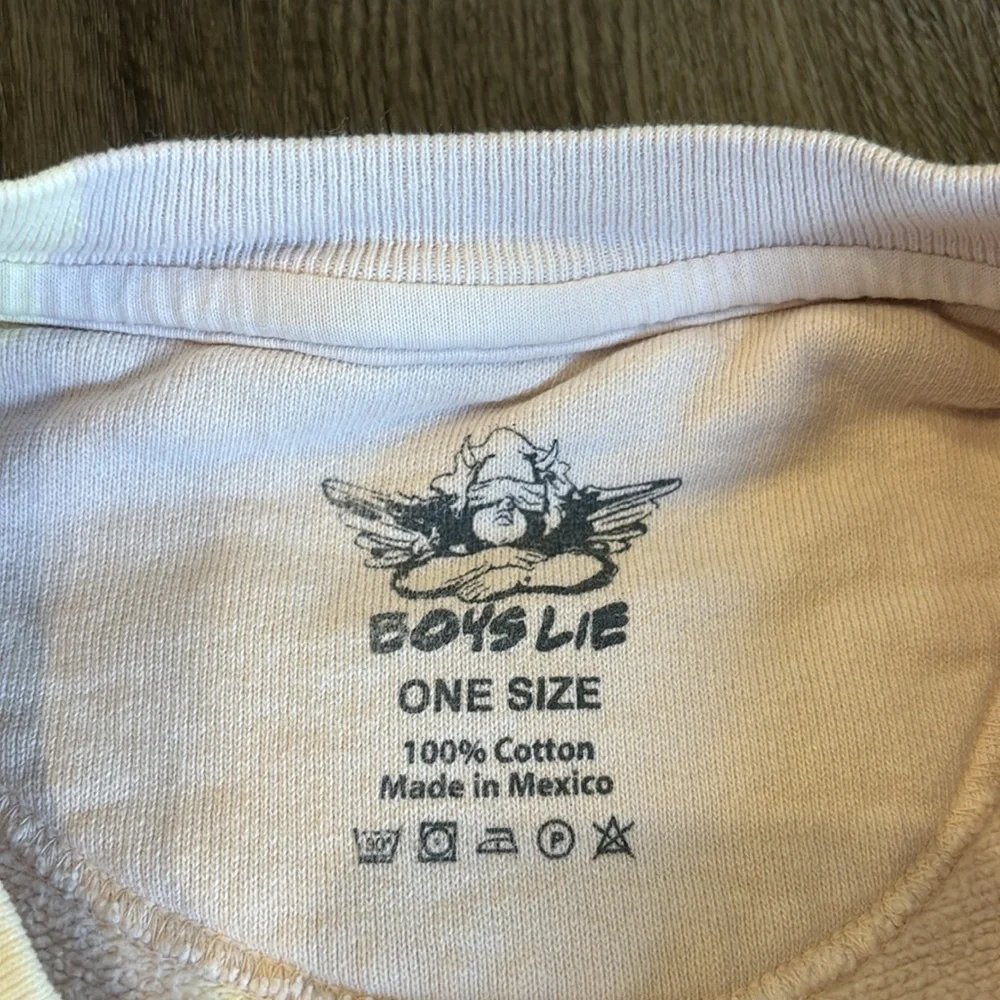 BOYS LIE
ONE SIZE
100% Cotton
Made in Mexico
P